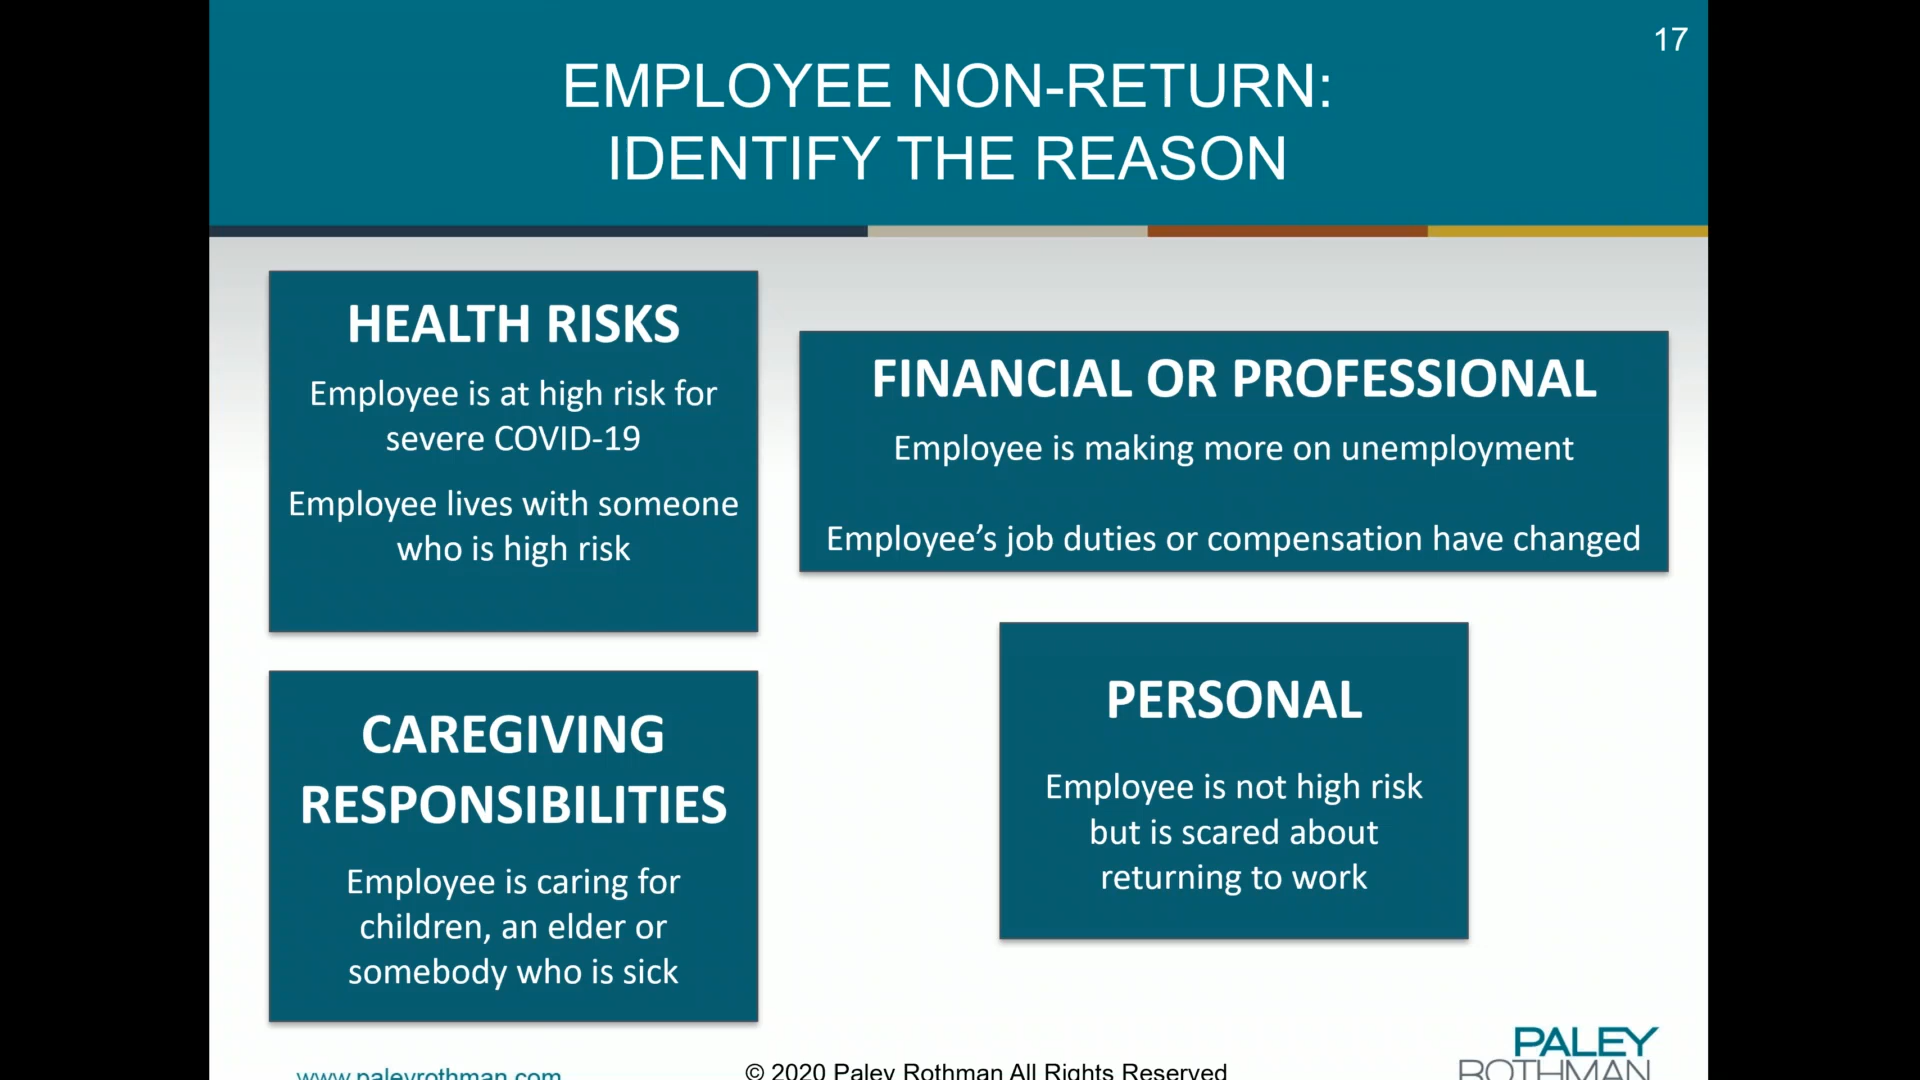 17
EMPLOYEE NON-RETURN:
IDENTIFY THE REASON
HEALTH RISKS
Employee is at high risk for
severe COVID-19
Employee lives with someone
who is high risk
FINANCIAL OR PROFESSIONAL
Employee is making more on unemployment
Employee’s job duties or compensation have changed
CAREGIVING
RESPONSIBILITIES
Employee is caring for
children, an elder or
somebody who is sick
PERSONAL
Employee is not high risk
but is scared about
returning to work
www.paleyrothman.com
© 2020 Paley Rothman All Rights Reserved
PALEY
ROTHMAN